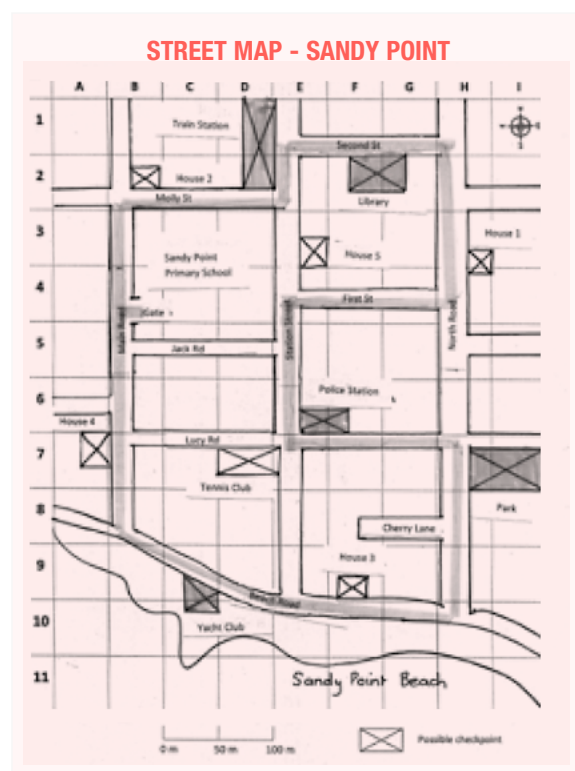 STREET MAP - SANDY POINT
A B C D E F G H I
1
Train Station
Second St
2
House 2
Library
Molly St
3
House 1
Sandy Point
Primary School
House 5
4
First St
Gate
Main Road
Station Street
North Road
5
Jack Rd
6
Police Station
House 4
Lucy Rd
7
Tennis Club
Park
8
Cherry Lane
9
House 3
Beach Road
10
Yacht Club
11
Sandy Point Beach
0 m 50 m 100 m
Possible checkpoint